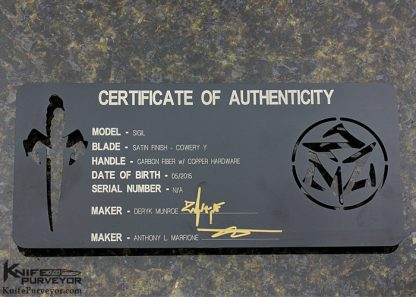 CERTIFICATE OF AUTHENTICITY
MODEL - SIGIL
BLADE - SATIN FINISH - COWERY Y
HANDLE - CARBON FIBER W/ COPPER HARDWARE
DATE OF BIRTH - 05/2015
SERIAL NUMBER - N/A
MAKER - DERYK MUNROE
MAKER - ANTHONY L. MARFIONE
KNIFE
PURVEYOR
KnifePurveyor.com